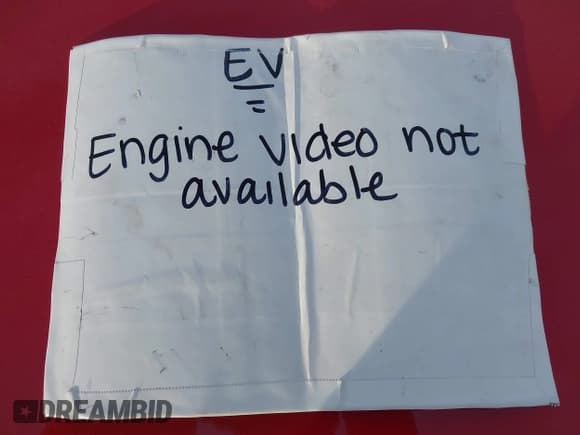 EV
Engine video not
available
DREAMBID